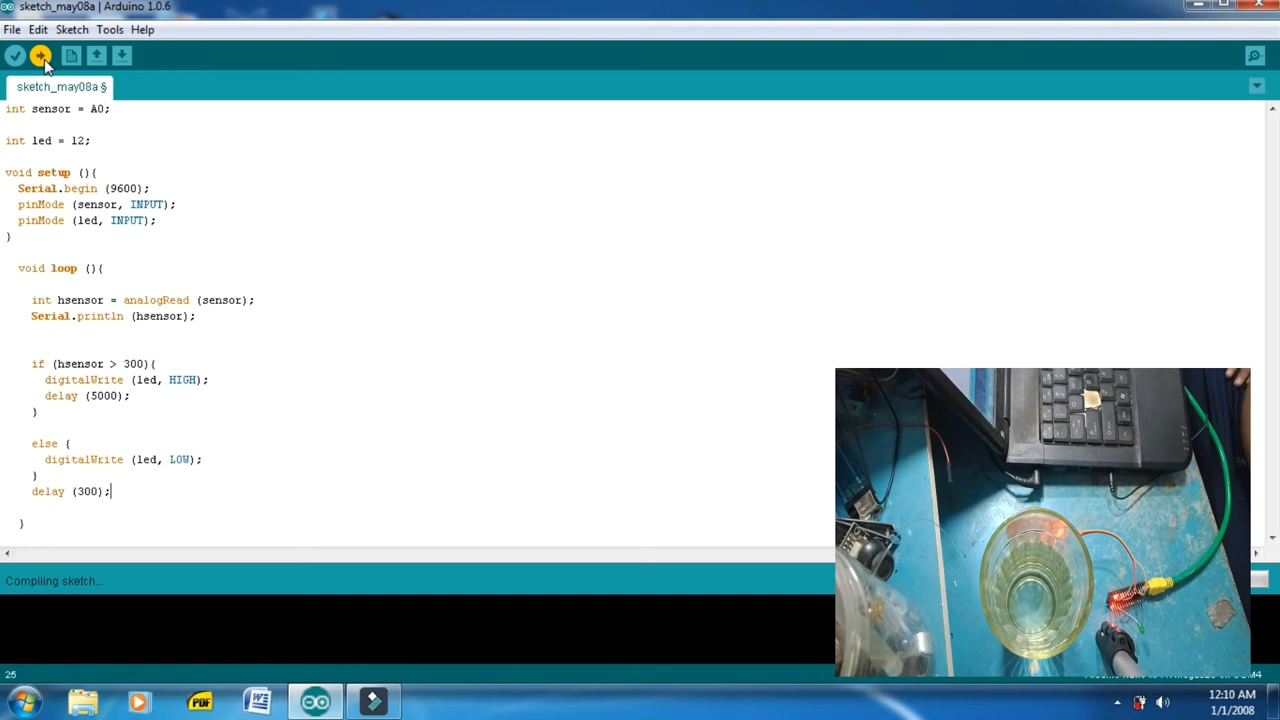 sketch_may08a | Arduino 1.0.6
File Edit Sketch Tools Help
sketch_may08a §
int sensor = A0;
int led = 12;
void setup (){
Serial.begin (9600);
pinMode (sensor, INPUT);
pinMode (led, INPUT);
}
void loop (){
int hsensor = analogRead (sensor);
Serial.println (hsensor);
if (hsensor > 300){
digitalWrite (led, HIGH);
delay (5000);
}
else {
digitalWrite (led, LOW);
}
delay (300);
}
Compiling sketch...
25
PDF
12:10 AM
1/1/2008